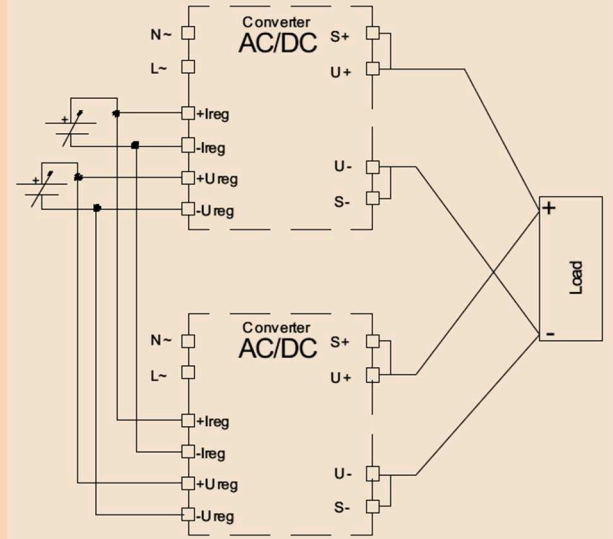 Converter
AC/DC
N~
L~
+Ireg
-Ireg
+Ureg
-Ureg
S+
U+
U-
S-
+
+
Converter
AC/DC
N~
L~
+Ireg
-Ireg
+Ureg
-Ureg
S+
U+
U-
S-
+
Load
-